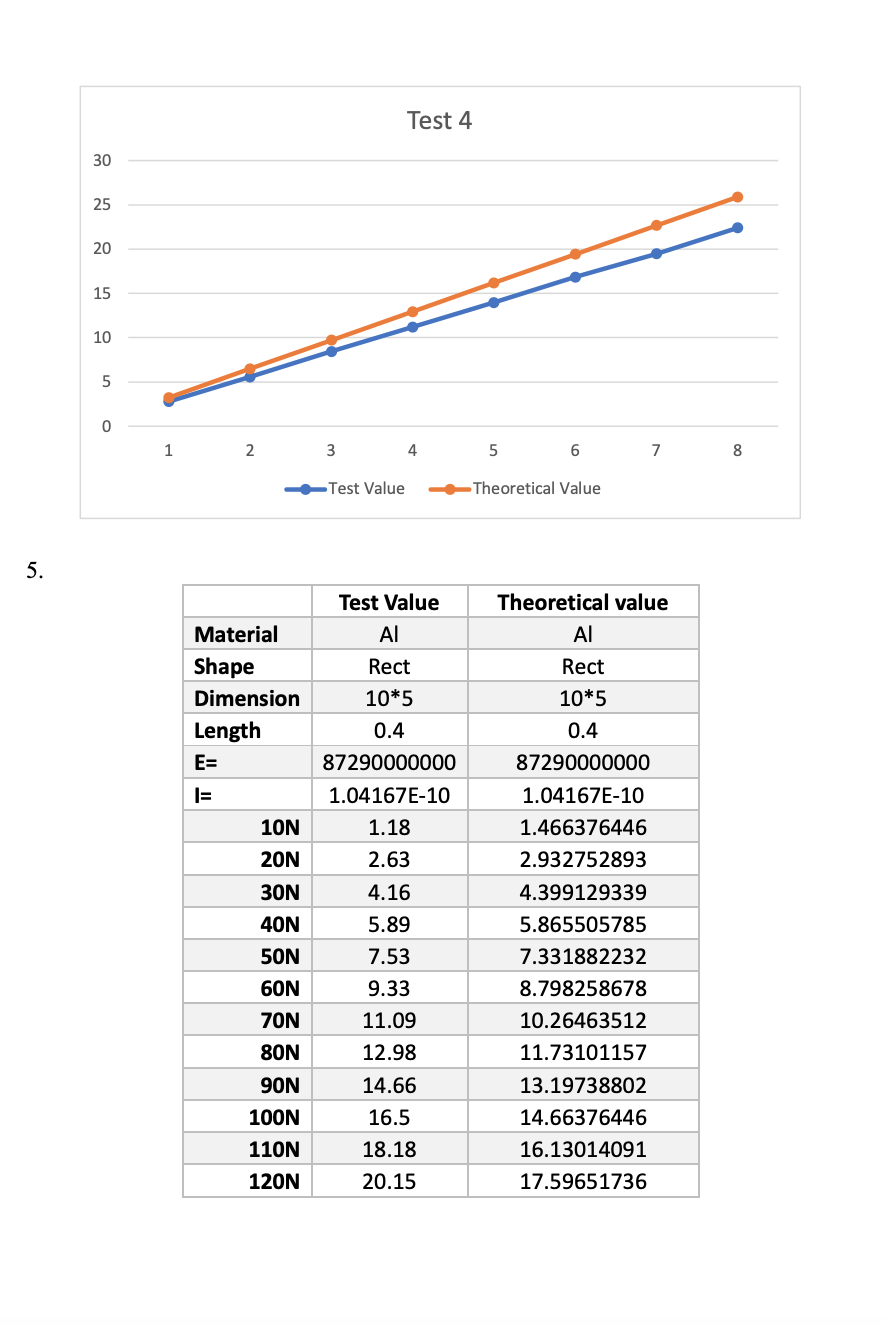 Test 4
30
25
20
15
10
5
0
1 2 3 4 5 6 7 8
Test Value Theoretical Value
5.
Test Value Theoretical value
Material Al Al
Shape Rect Rect
Dimension 10*5 10*5
Length 0.4 0.4
E= 87290000000 87290000000
I= 1.04167E-10 1.04167E-10
10N 1.18 1.466376446
20N 2.63 2.932752893
30N 4.16 4.399129339
40N 5.89 5.865505785
50N 7.53 7.331882232
60N 9.33 8.798258678
70N 11.09 10.26463512
80N 12.98 11.73101157
90N 14.66 13.19738802
100N 16.5 14.66376446
110N 18.18 16.13014091
120N 20.15 17.59651736